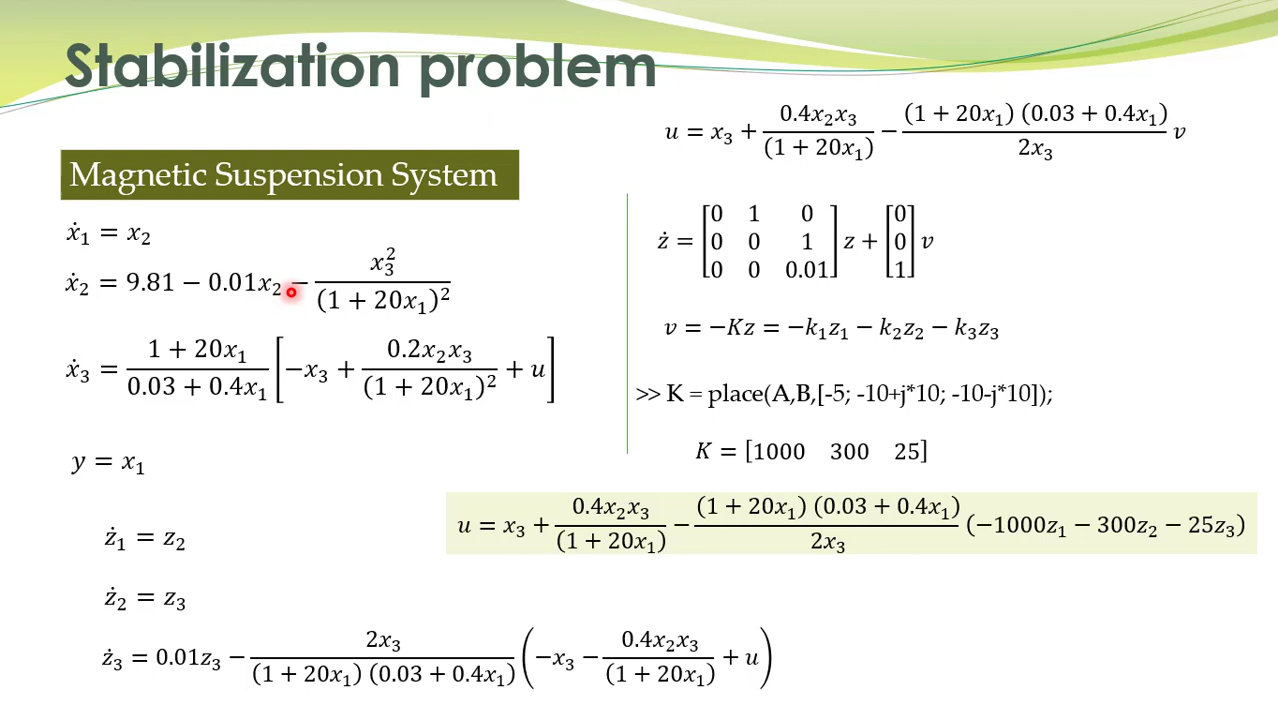 Stabilization problem
Magnetic Suspension System
ẋ₁ = x₂
ẋ₂ = 9.81 − 0.01x₂ − x₃² / (1 + 20x₁)²
ẋ₃ = (1 + 20x₁) / (0.03 + 0.4x₁) [−x₃ + 0.2x₂x₃ / (1 + 20x₁)² + u]
y = x₁
ż₁ = z₂
ż₂ = z₃
ż₃ = 0.01z₃ − 2x₃ / ((1 + 20x₁) (0.03 + 0.4x₁)) (−x₃ − 0.4x₂x₃ / (1 + 20x₁) + u)
u = x₃ + 0.4x₂x₃ / (1 + 20x₁) − (1 + 20x₁) (0.03 + 0.4x₁) / 2x₃ v
ż = [0 1 0; 0 0 1; 0 0 0.01] z + [0; 0; 1] v
v = −Kz = −k₁z₁ − k₂z₂ − k₃z₃
>> K = place(A,B,[-5; -10+j*10; -10-j*10]);
K = [1000 300 25]
u = x₃ + 0.4x₂x₃ / (1 + 20x₁) − (1 + 20x₁) (0.03 + 0.4x₁) / 2x₃ (−1000z₁ − 300z₂ − 25z₃)